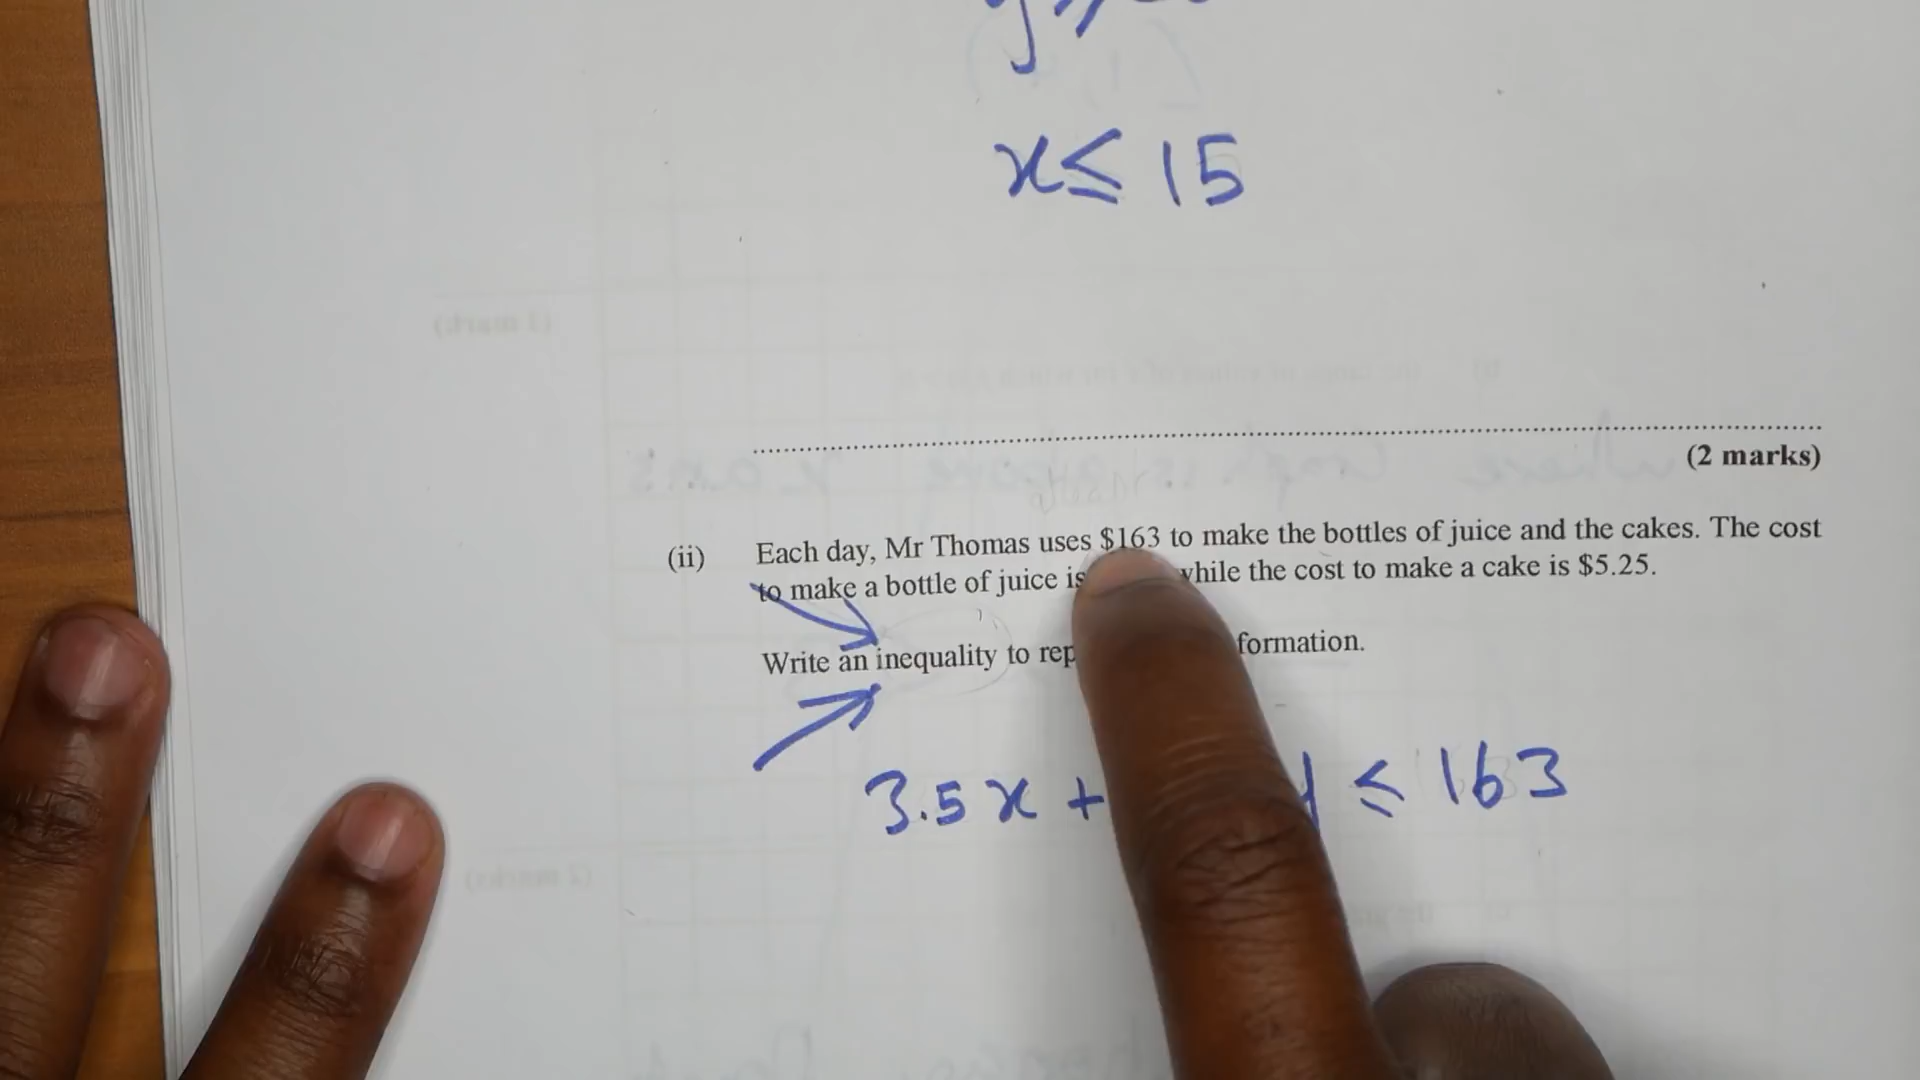 x ≤ 15
(2 marks)
(ii) Each day, Mr Thomas uses $163 to make the bottles of juice and the cakes. The cost
to make a bottle of juice is while the cost to make a cake is $5.25.
Write an inequality to
3.5x + ≤ 163